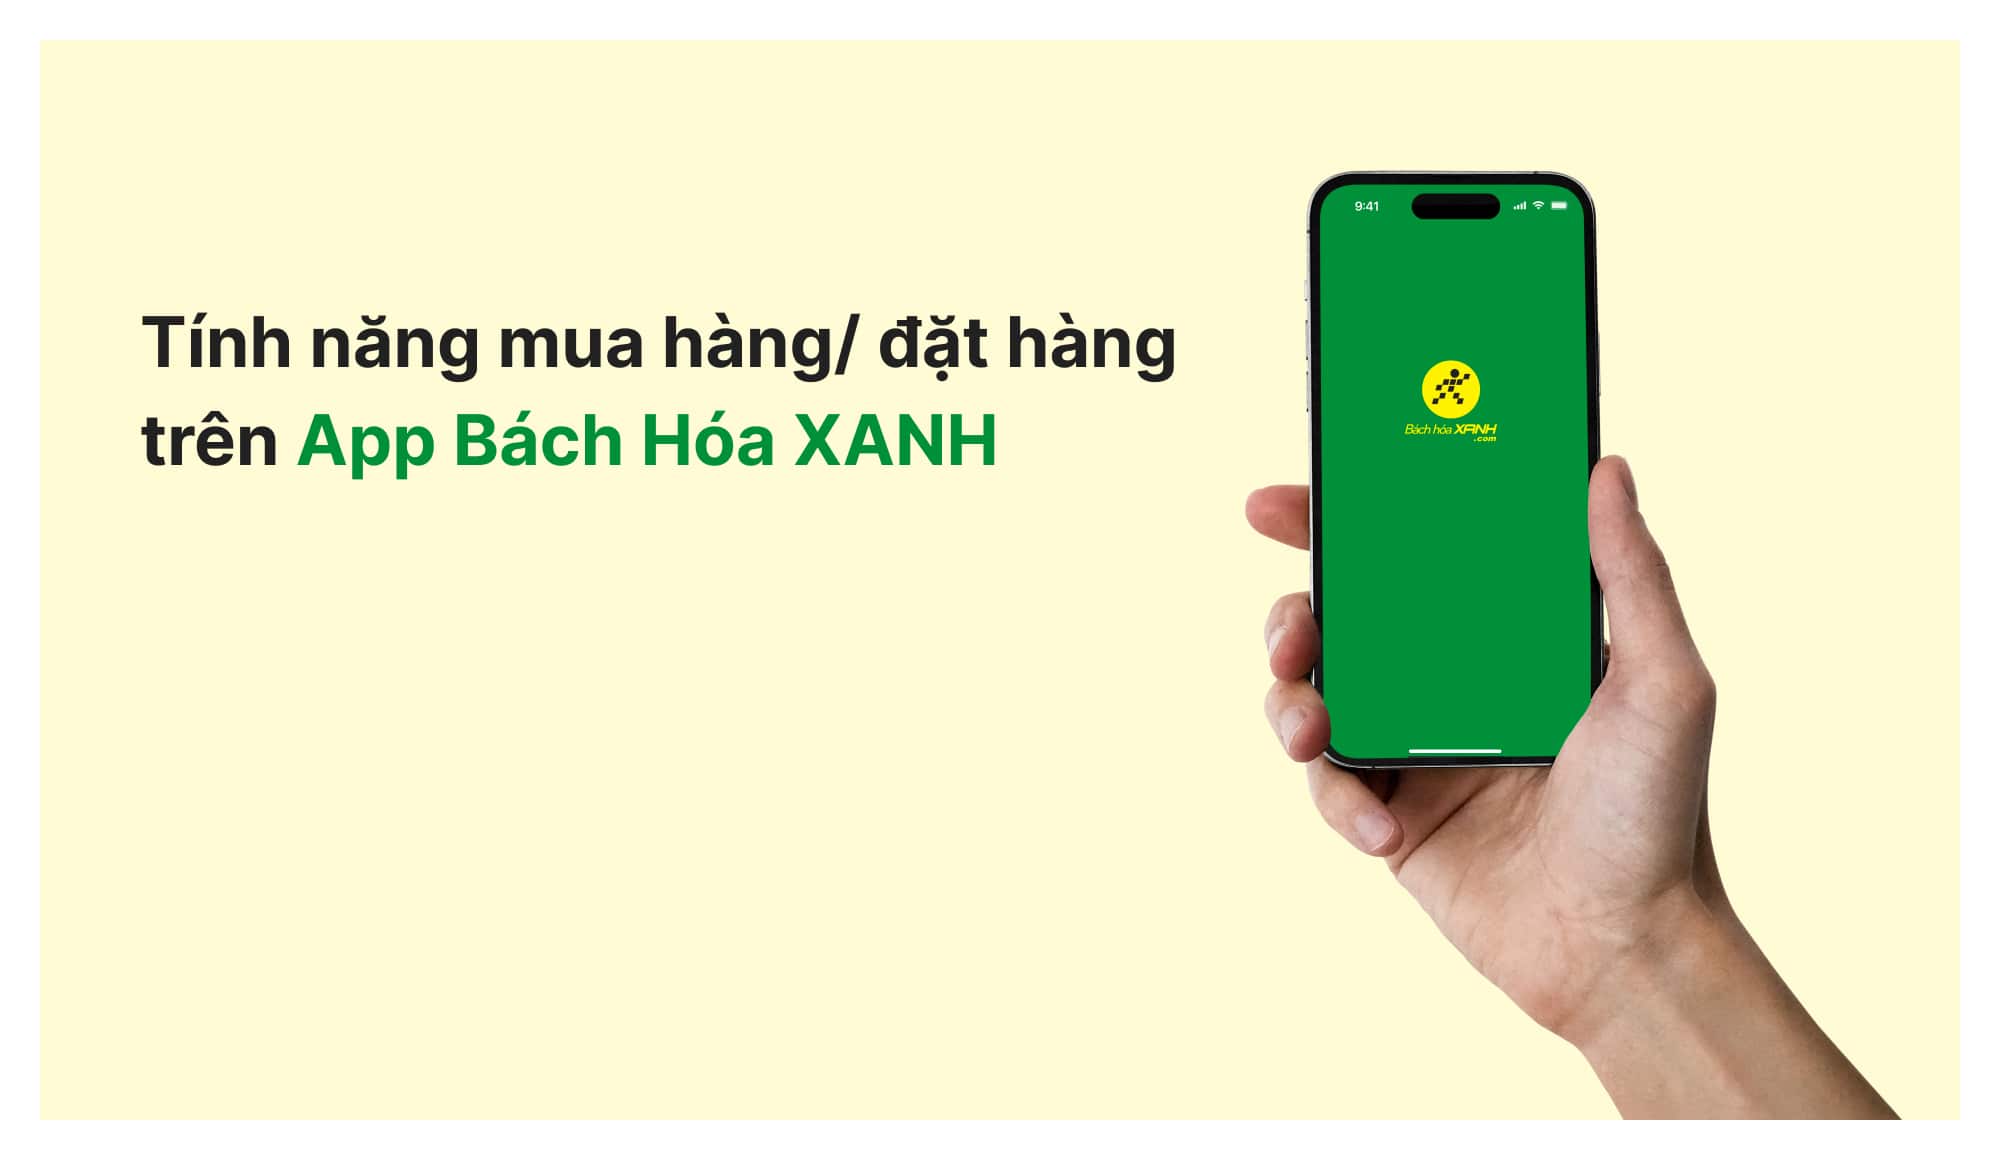 Tính năng mua hàng/ đặt hàng
trên App Bách Hóa XANH
9:41
Bách hóa XANH
.com